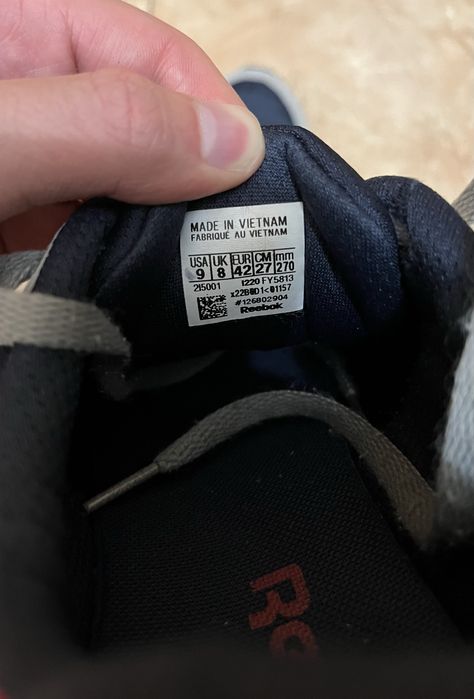 MADE IN VIETNAM
FABRIQUÉ AU VIETNAM
USA UK EUR CM mm
9 8 42 27 270
215001 1220 FY5813
#126802904
Reebok